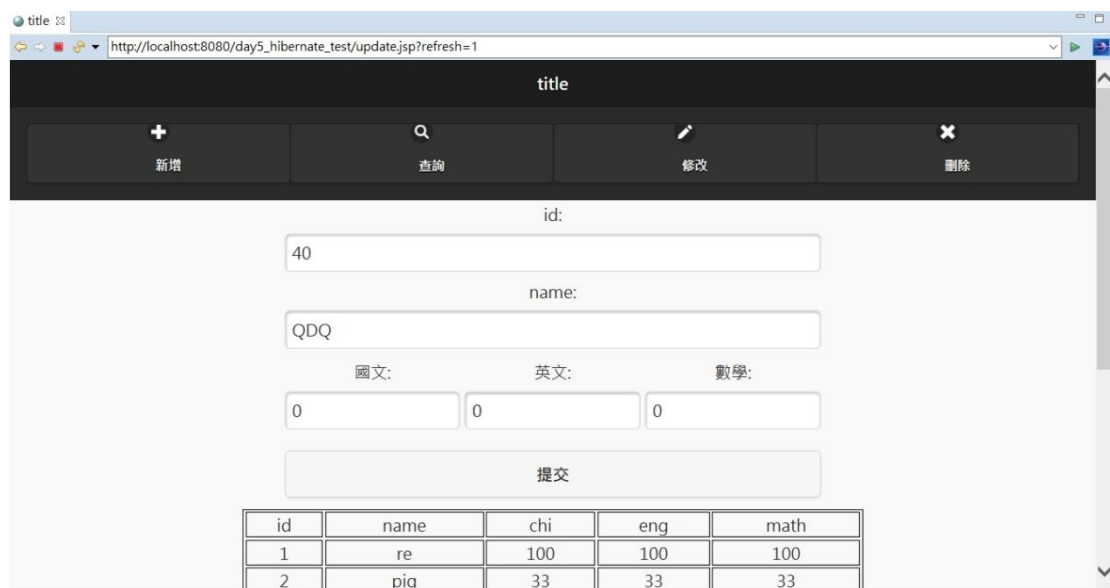 title
http://localhost:8080/day5_hibernate_test/update.jsp?refresh=1
title
新增 查詢 修改 刪除
id:
40
name:
QDQ
國文: 英文: 數學:
0 0 0
提交
id name chi eng math
1 re 100 100 100
2 pig 33 33 33